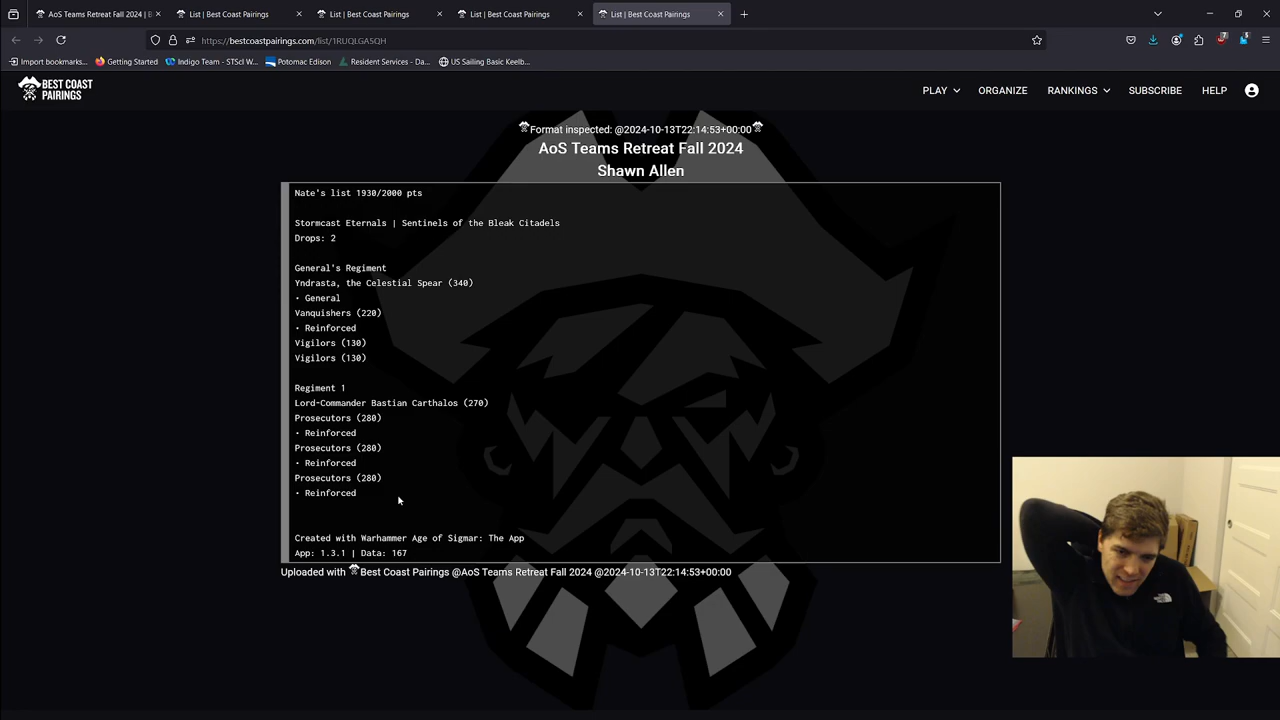 AoS Teams Retreat Fall 2024 | B
List | Best Coast Pairings
List | Best Coast Pairings
List | Best Coast Pairings
List | Best Coast Pairings
https://bestcoastpairings.com/list/1RUQLGA5QH
Import bookmarks...
Getting Started
Indigo Team - STScI W...
Potomac Edison
Resident Services - Da...
US Sailing Basic Keelb...
BEST COAST
PAIRINGS
PLAY
ORGANIZE
RANKINGS
SUBSCRIBE
HELP
Format inspected: @2024-10-13T22:14:53+00:00
AoS Teams Retreat Fall 2024
Shawn Allen
Nate's list 1930/2000 pts
Stormcast Eternals | Sentinels of the Bleak Citadels
Drops: 2
General's Regiment
Yndrasta, the Celestial Spear (340)
• General
Vanquishers (220)
• Reinforced
Vigilors (130)
Vigilors (130)
Regiment 1
Lord-Commander Bastian Carthalos (270)
Prosecutors (280)
• Reinforced
Prosecutors (280)
• Reinforced
Prosecutors (280)
• Reinforced
Created with Warhammer Age of Sigmar: The App
App: 1.3.1 | Data: 167
Uploaded with Best Coast Pairings @AoS Teams Retreat Fall 2024 @2024-10-13T22:14:53+00:00